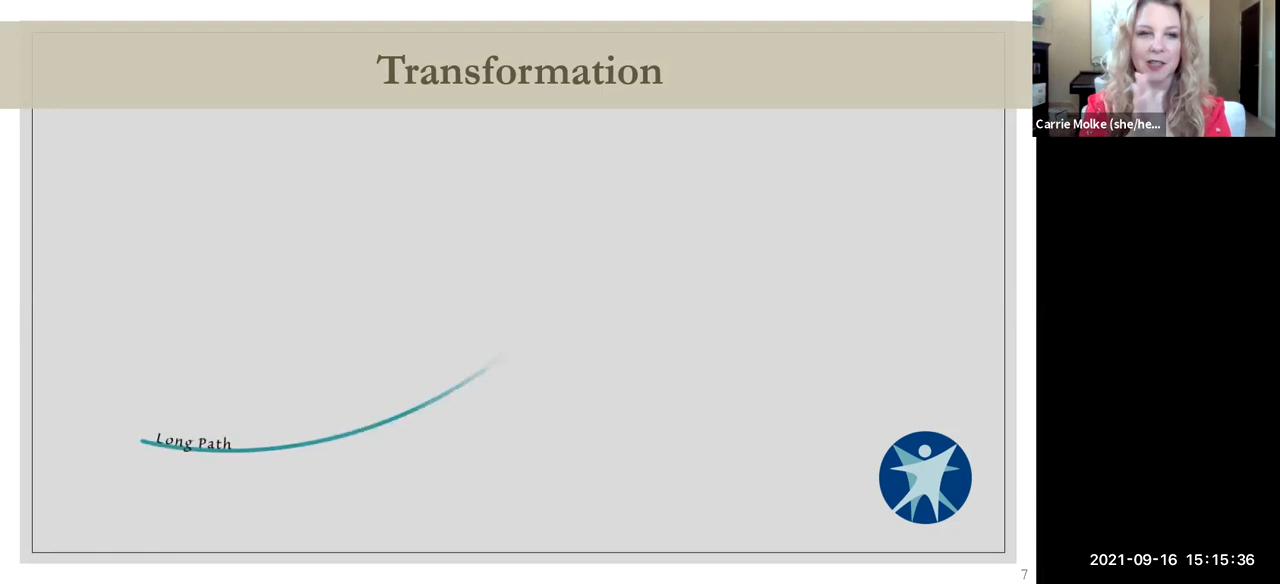 Transformation
Carrie Molke (she/he...
Long Path
2021-09-16 15:15:36
7